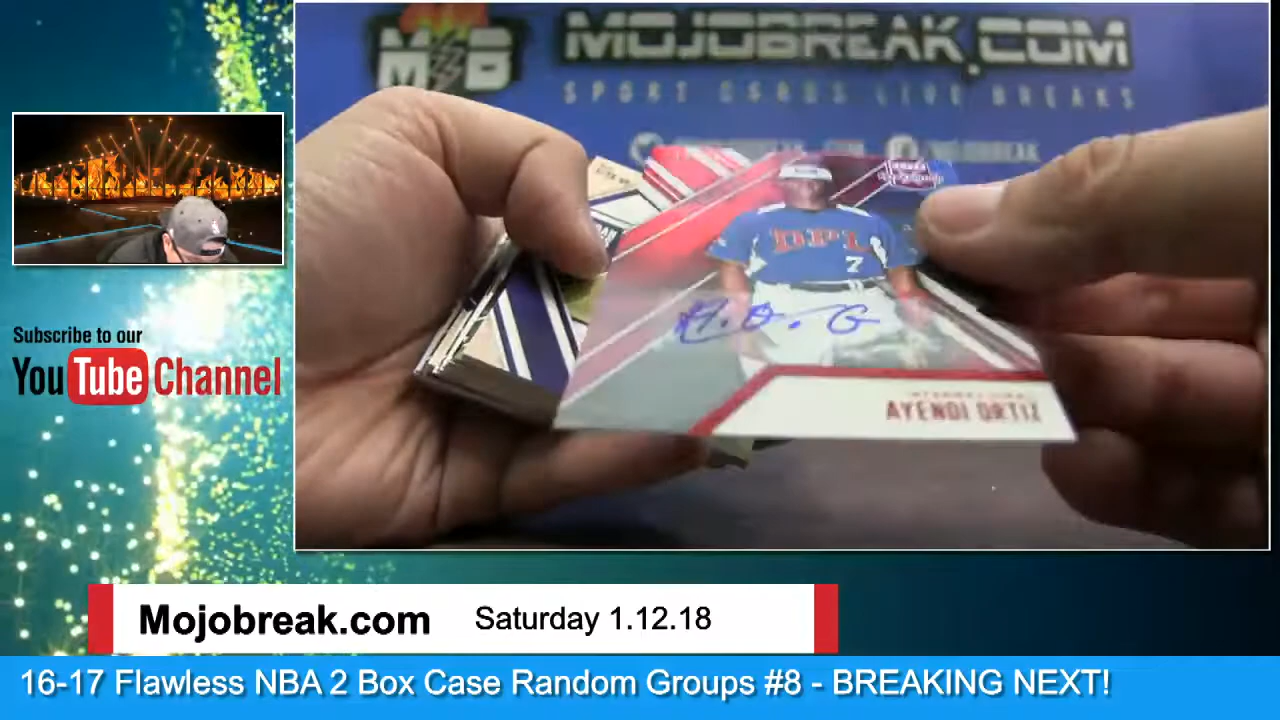 MB
MOJOBREAK.COM
SPORT CARDS LIVE BREAKS
DPL
7
A. O. G
AYENDI ORTIZ
Subscribe to our
YouTube Channel
Mojobreak.com Saturday 1.12.18
16-17 Flawless NBA 2 Box Case Random Groups #8 - BREAKING NEXT!